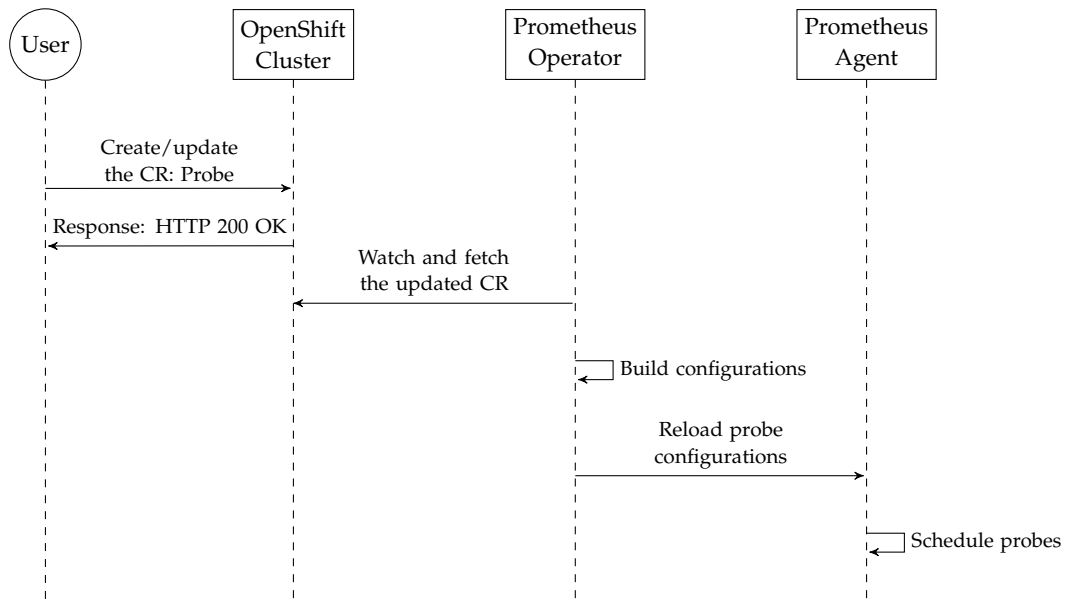 User
OpenShift
Cluster
Prometheus
Operator
Prometheus
Agent
Create/update
the CR: Probe
Response: HTTP 200 OK
Watch and fetch
the updated CR
Build configurations
Reload probe
configurations
Schedule probes